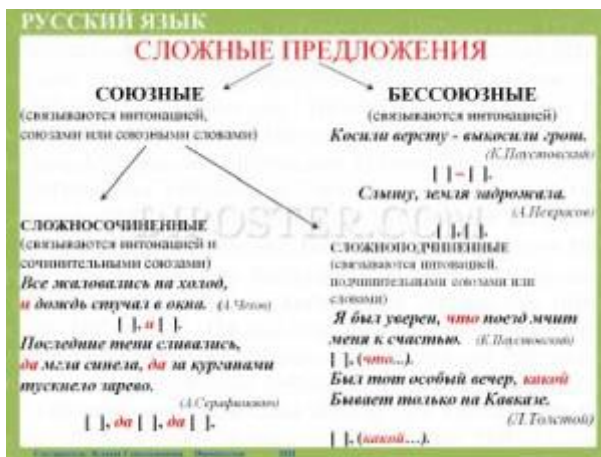 РУССКИЙ ЯЗЫК
СЛОЖНЫЕ ПРЕДЛОЖЕНИЯ
СОЮЗНЫЕ
(связываются интонацией,
союзами или союзными словами)
БЕССОЮЗНЫЕ
(связываются интонацией)
Косили версту - выкосили грош.
(К.Паустовский)
[ ] – [ ].
Слышу, земля задрожала.
(Н.Некрасов)
[ ], [ ].
СЛОЖНОСОЧИНЕННЫЕ
(связываются интонацией и
сочинительными союзами)
Все жаловались на холод,
и дождь стучал в окна. (А.Чехов)
[ ], и [ ].
Последние тени сливались,
да мгла синела, да за курганами
тускнело зарево.
(А.Серафимович)
[ ], да [ ], да [ ].
СЛОЖНОПОДЧИНЕННЫЕ
(связываются интонацией,
подчинительными союзами или
словами)
Я был уверен, что поезд мчит
меня к счастью. (К.Паустовский)
[ ], (что...).
Был тот особый вечер, какой
Бывает только на Кавказе.
(Л.Толстой)
[ ], (какой...).